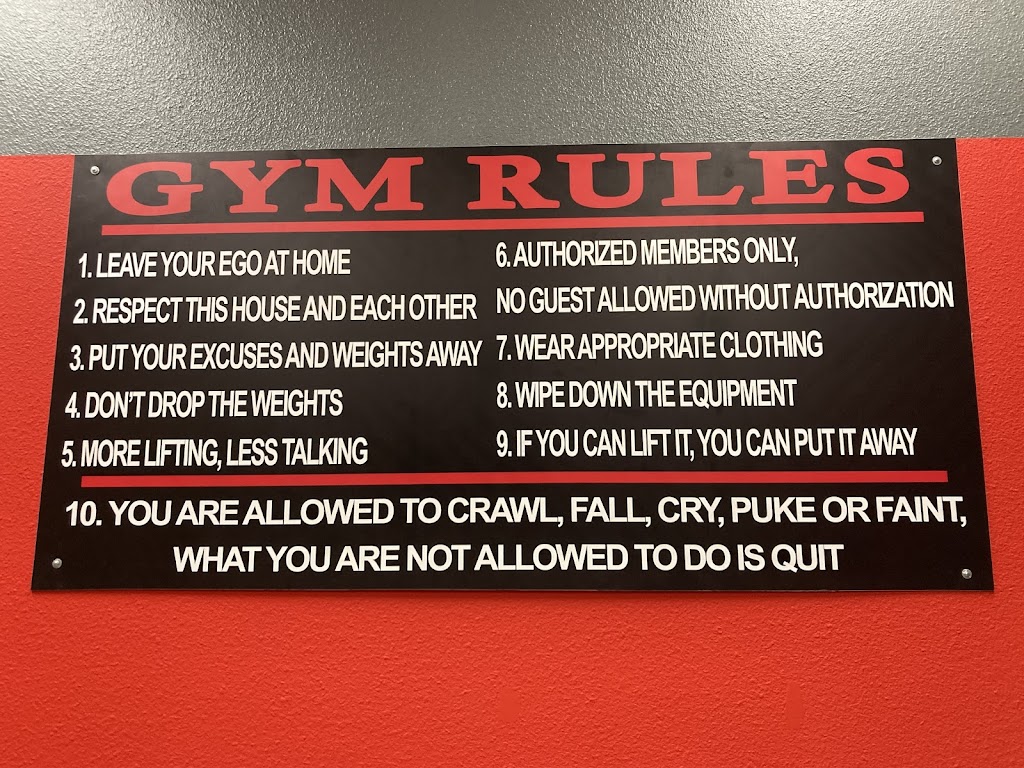 GYM RULES
1. LEAVE YOUR EGO AT HOME
2. RESPECT THIS HOUSE AND EACH OTHER
3. PUT YOUR EXCUSES AND WEIGHTS AWAY
4. DON'T DROP THE WEIGHTS
5. MORE LIFTING, LESS TALKING
6. AUTHORIZED MEMBERS ONLY,
NO GUEST ALLOWED WITHOUT AUTHORIZATION
7. WEAR APPROPRIATE CLOTHING
8. WIPE DOWN THE EQUIPMENT
9. IF YOU CAN LIFT IT, YOU CAN PUT IT AWAY
10. YOU ARE ALLOWED TO CRAWL, FALL, CRY, PUKE OR FAINT,
WHAT YOU ARE NOT ALLOWED TO DO IS QUIT